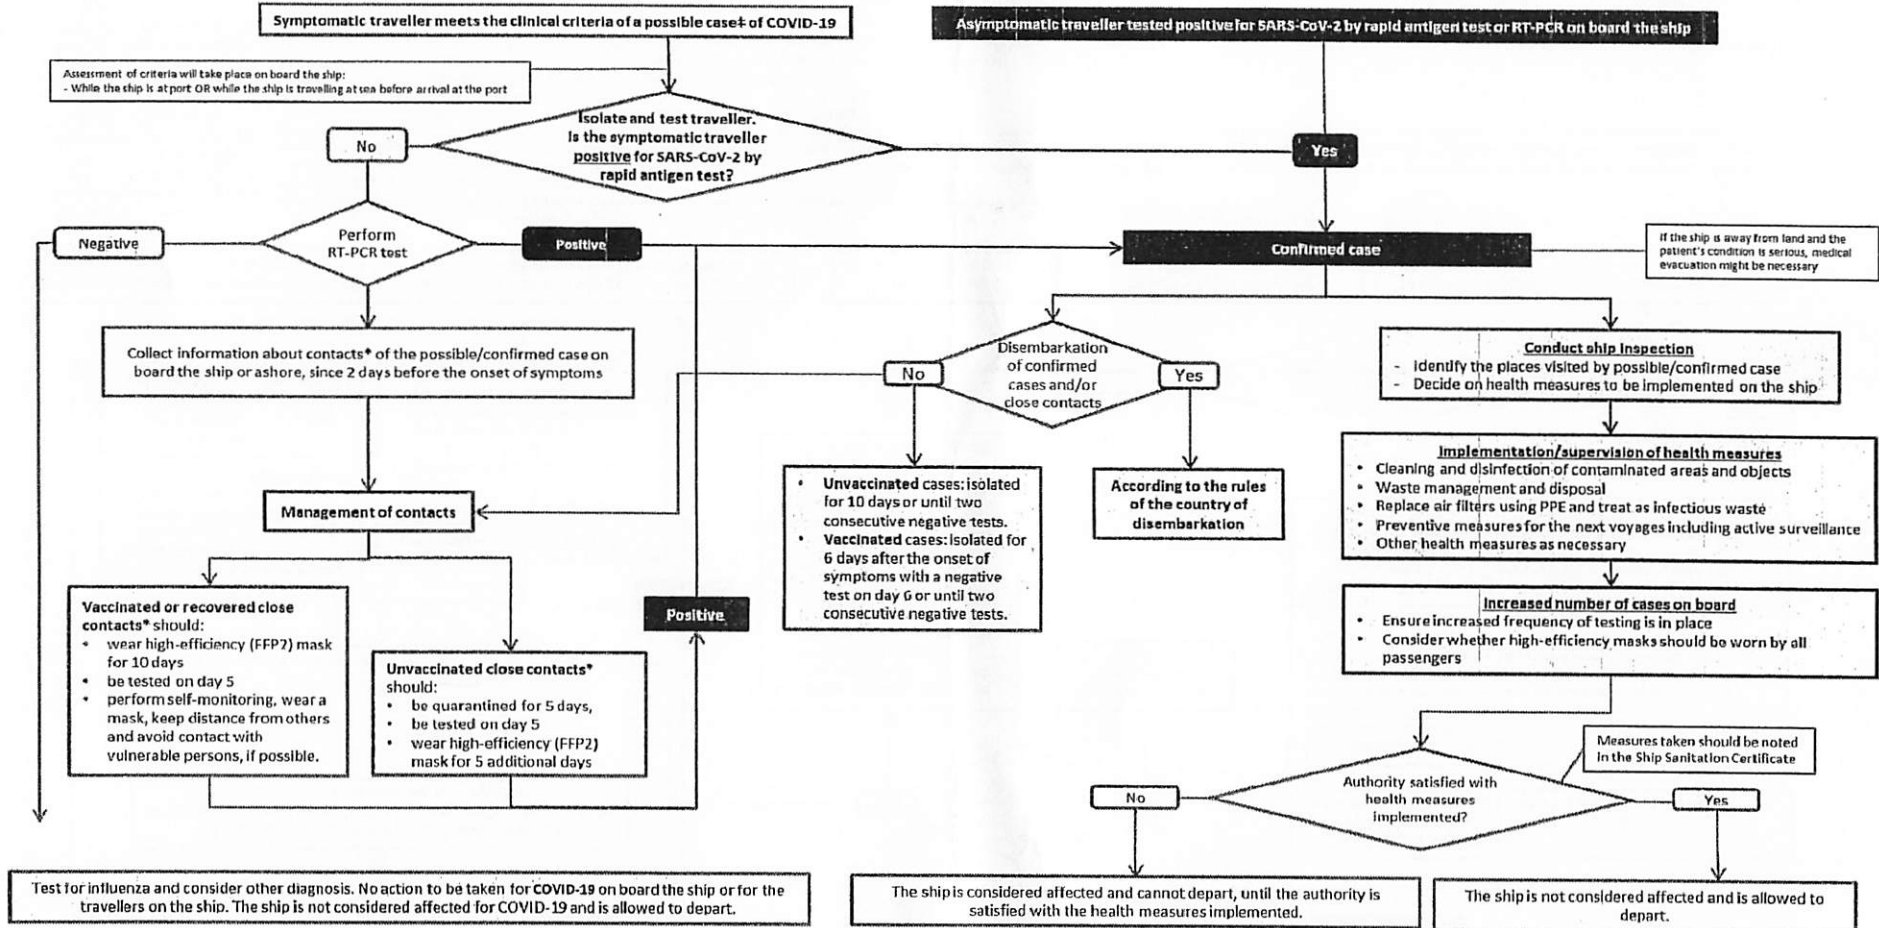 Symptomatic traveller meets the clinical criteria of a possible case‡ of COVID-19
Asymptomatic traveller tested positive for SARS-CoV-2 by rapid antigen test or RT-PCR on board the ship
Assessment of criteria will take place on board the ship:
- While the ship is at port OR while the ship is travelling at sea before arrival at the port
Isolate and test traveller.
Is the symptomatic traveller
positive for SARS-CoV-2 by
rapid antigen test?
No
Yes
Negative
Perform
RT-PCR test
Positive
Confirmed case
If the ship is away from land and the
patient's condition is serious, medical
evacuation might be necessary
Collect information about contacts* of the possible/confirmed case on
board the ship or ashore, since 2 days before the onset of symptoms
Disembarkation
of confirmed
cases and/or
close contacts
No
Yes
Conduct ship inspection
- Identify the places visited by possible/confirmed case
- Decide on health measures to be implemented on the ship
Management of contacts
• Unvaccinated cases: isolated
for 10 days or until two
consecutive negative tests.
• Vaccinated cases: isolated for
6 days after the onset of
symptoms with a negative
test on day 6 or until two
consecutive negative tests.
According to the rules
of the country of
disembarkation
Implementation/supervision of health measures
• Cleaning and disinfection of contaminated areas and objects
• Waste management and disposal
• Replace air filters using PPE and treat as infectious waste
• Preventive measures for the next voyages including active surveillance
• Other health measures as necessary
Vaccinated or recovered close
contacts* should:
• wear high-efficiency (FFP2) mask
for 10 days
• be tested on day 5
• perform self-monitoring, wear a
mask, keep distance from others
and avoid contact with
vulnerable persons, if possible.
Unvaccinated close contacts*
should:
• be quarantined for 5 days,
• be tested on day 5
• wear high-efficiency (FFP2)
mask for 5 additional days
Positive
Increased number of cases on board
• Ensure increased frequency of testing is in place
• Consider whether high-efficiency masks should be worn by all
passengers
Measures taken should be noted
in the Ship Sanitation Certificate
Authority satisfied with
health measures
implemented?
No
Yes
Test for influenza and consider other diagnosis. No action to be taken for COVID-19 on board the ship or for the
travellers on the ship. The ship is not considered affected for COVID-19 and is allowed to depart.
The ship is considered affected and cannot depart, until the authority is
satisfied with the health measures implemented.
The ship is not considered affected and is allowed to
depart.